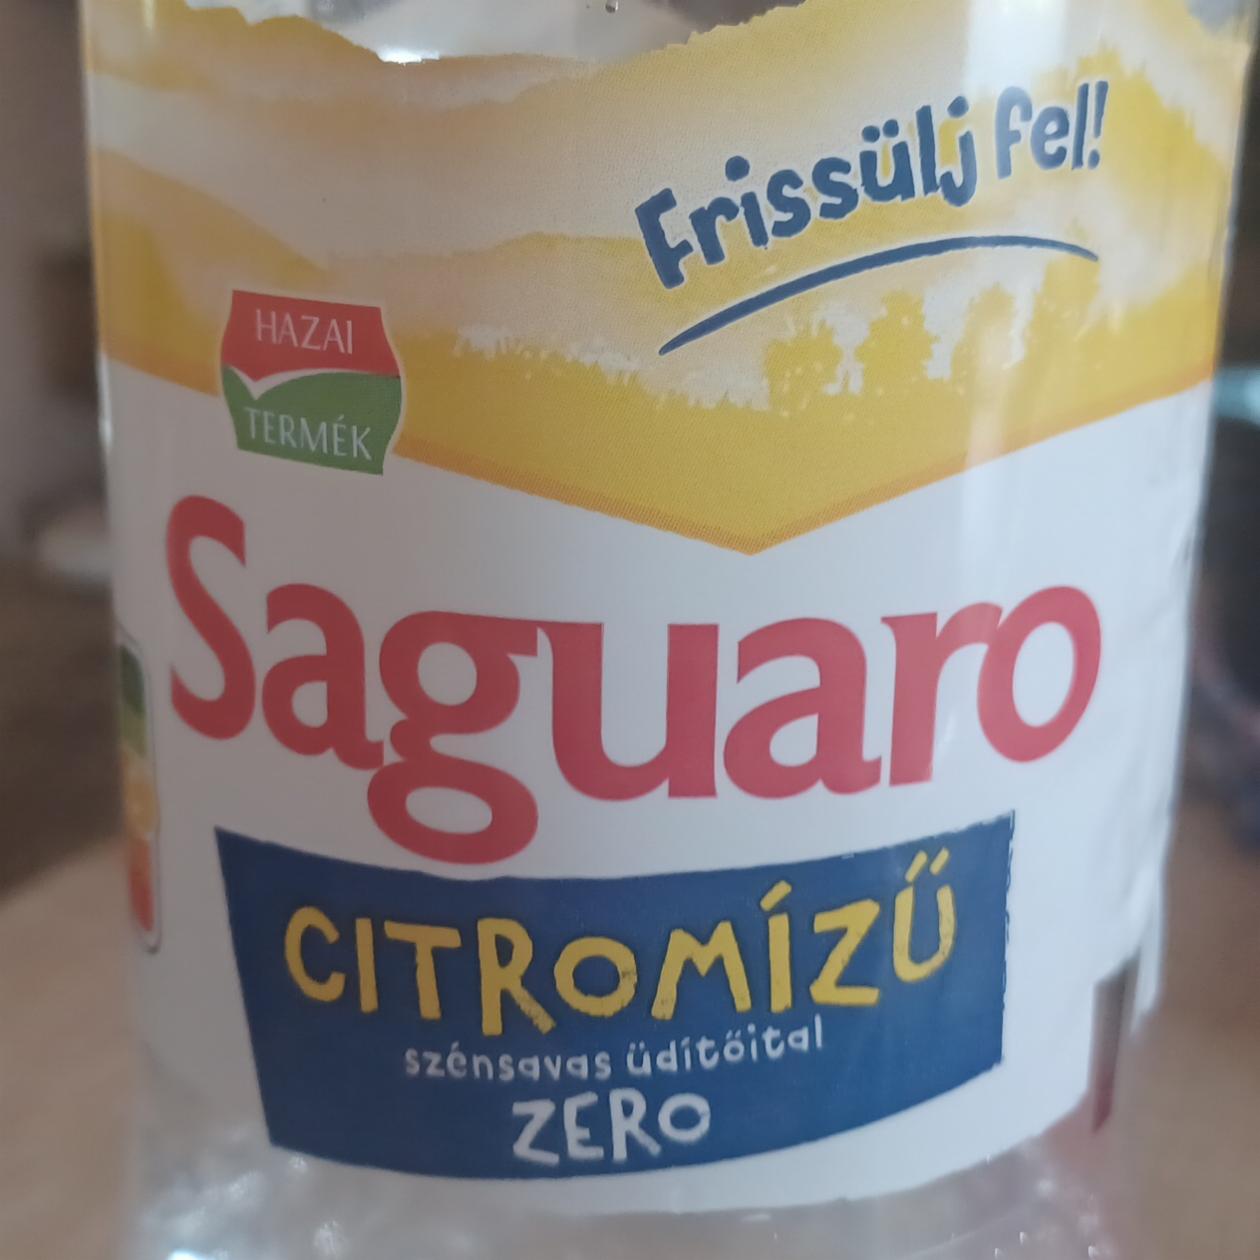 Frissülj fel!
HAZAI
TERMÉK
Saguaro
CITROMÍZŰ
szénsavas üdítőital
ZERO